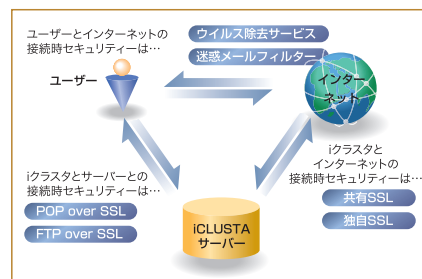 ユーザーとインターネットの
接続時セキュリティーは…
ウイルス除去サービス
迷惑メールフィルター
ユーザー
インター
ネット
iクラスタとサーバーとの
接続時セキュリティーは…
POP over SSL
FTP over SSL
iCLUSTA
サーバー
iクラスタと
インターネットの
接続時セキュリティーは…
共有SSL
独自SSL